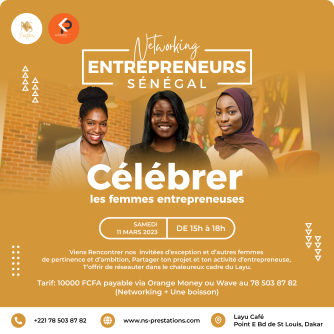 Networking
ENTREPRENEURS
SÉNÉGAL
Célébrer
les femmes entrepreneuses
SAMEDI
11 MARS 2023
DE 15h à 18h
Viens Rencontrer nos invitées d'exception et d'autres femmes
de pertinence et d'ambition, Partager ton projet et ton activité d'entrepreneuse,
T'offrir de réseauter dans le chaleureux cadre du Layu.
Tarif: 10000 FCFA payable via Orange Money ou Wave au 78 503 87 82
(Networking + Une boisson)
+221 78 503 87 82
www.ns-prestations.com
Layu Café
Point E Bd de St Louis, Dakar